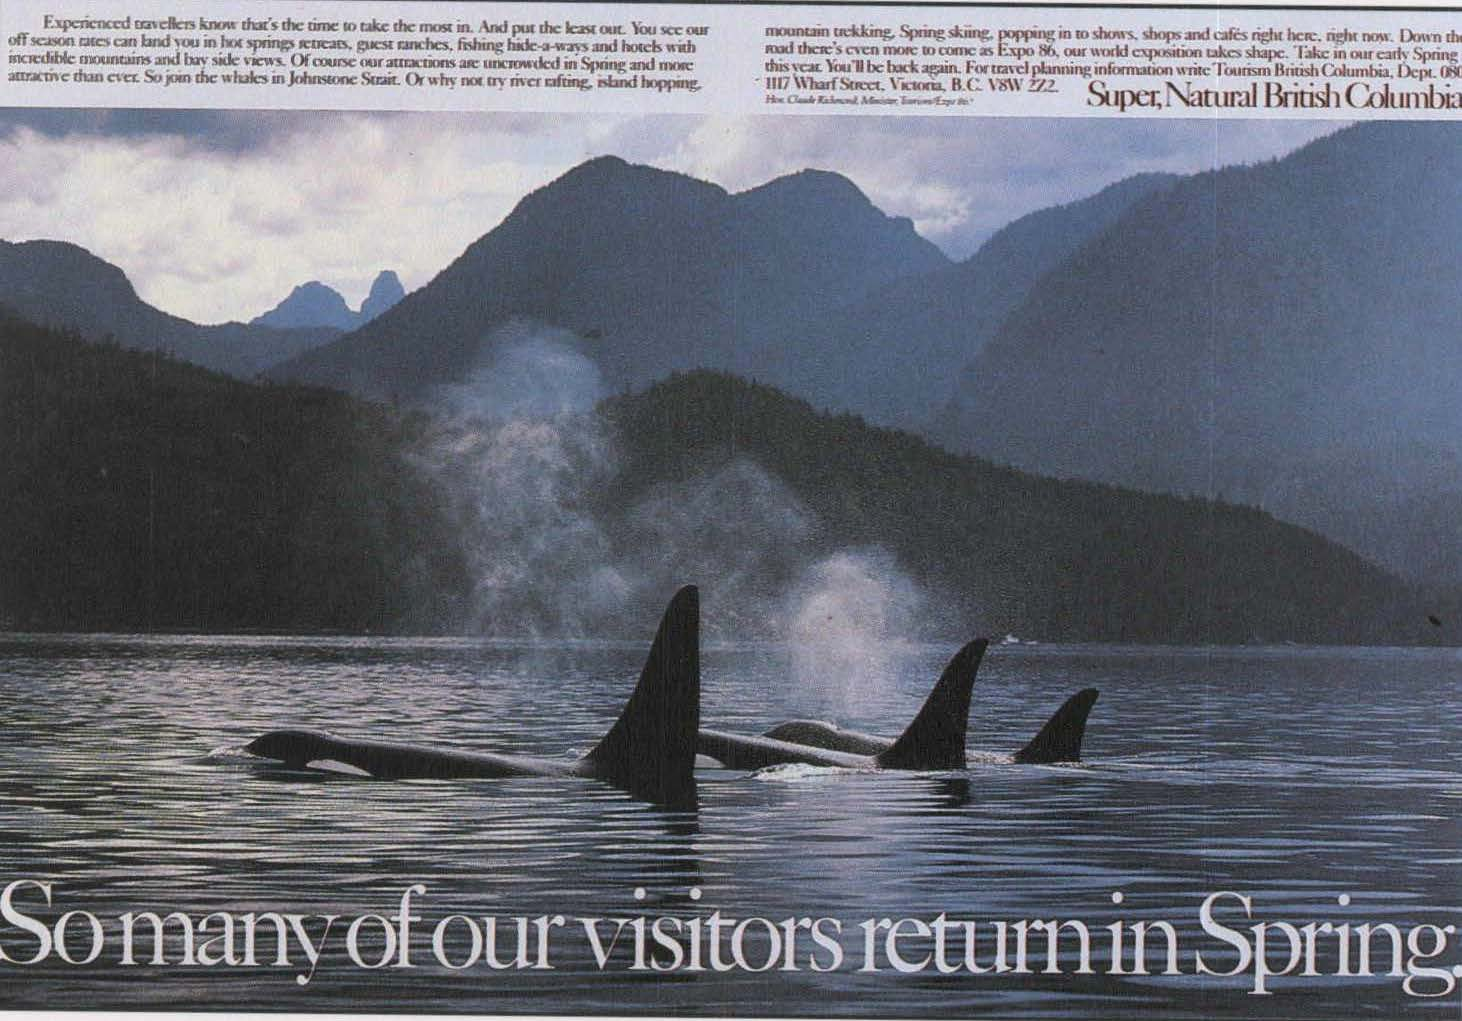 Experienced travellers know that's the time to take the most in. And put the least out. You see our
off season rates can land you in hot springs retreats, guest ranches, fishing hide-a-ways and hotels with
incredible mountains and bay side views. Of course our attractions are uncrowded in Spring and more
attractive than ever. So join the whales in Johnstone Strait. Or why not try river rafting, island hopping,
mountain trekking, Spring skiing, popping in to shows, shops and cafés right here, right now. Down the
road there's even more to come as Expo 86, our world exposition takes shape. Take in our early Spring
this year. You'll be back again. For travel planning information write Tourism British Columbia, Dept. 080
1117 Wharf Street, Victoria, B.C. V8W 2Z2.
Hon. Claude Richmond, Minister, Tourism/Expo 86.
Super, Natural British Columbia
So many of our visitors return in Spring.